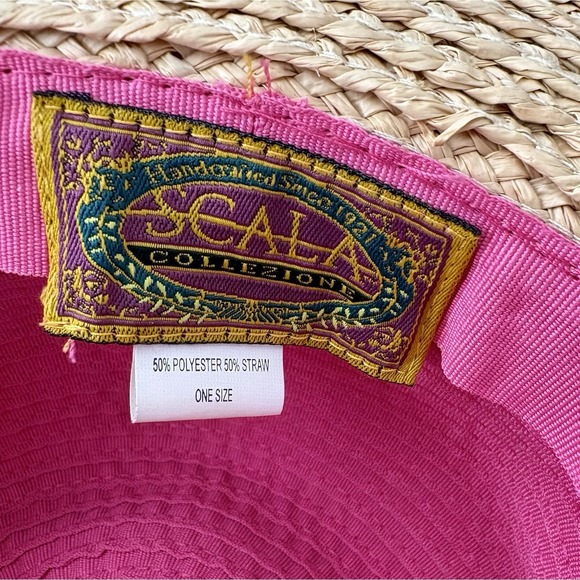 Handcrafted Since 1921
SCALA
COLLEZIONE
50% POLYESTER 50% STRAW
ONE SIZE